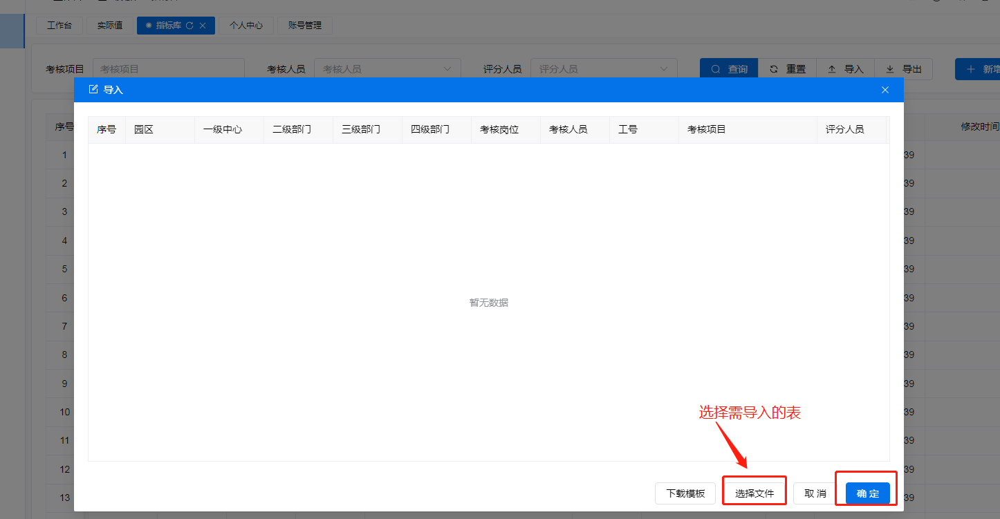 工作台 实际值 指标库 个人中心 账号管理
考核项目 考核项目 考核人员 考核人员 评分人员 评分人员 查询 重置 导入 导出 新增
导入
序号 修改时间
序号 园区 一级中心 二级部门 三级部门 四级部门 考核岗位 考核人员 工号 考核项目 评分人员
1 39
2 39
3 39
4 39
5 39
6 39
7 39
8 39
9 39
10 39
11 39
12 39
13 39
暂无数据
选择需导入的表
下载模板 选择文件 取 消 确 定